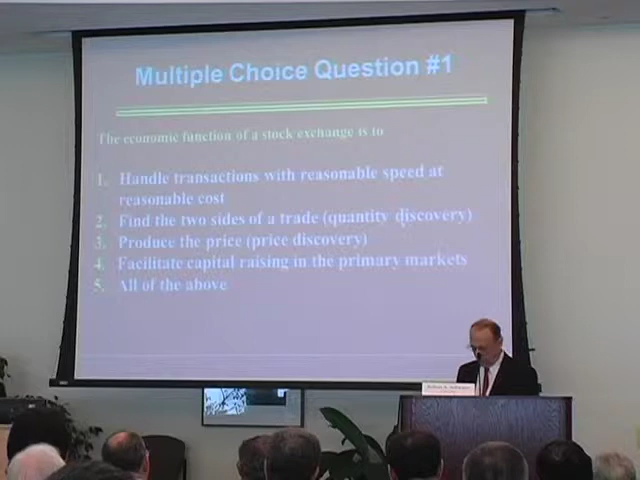 Multiple Choice Question #1
The economic function of a stock exchange is to
1. Handle transactions with reasonable speed at
reasonable cost
2. Find the two sides of a trade (quantity discovery)
3. Produce the price (price discovery)
4. Facilitate capital raising in the primary markets
5. All of the above